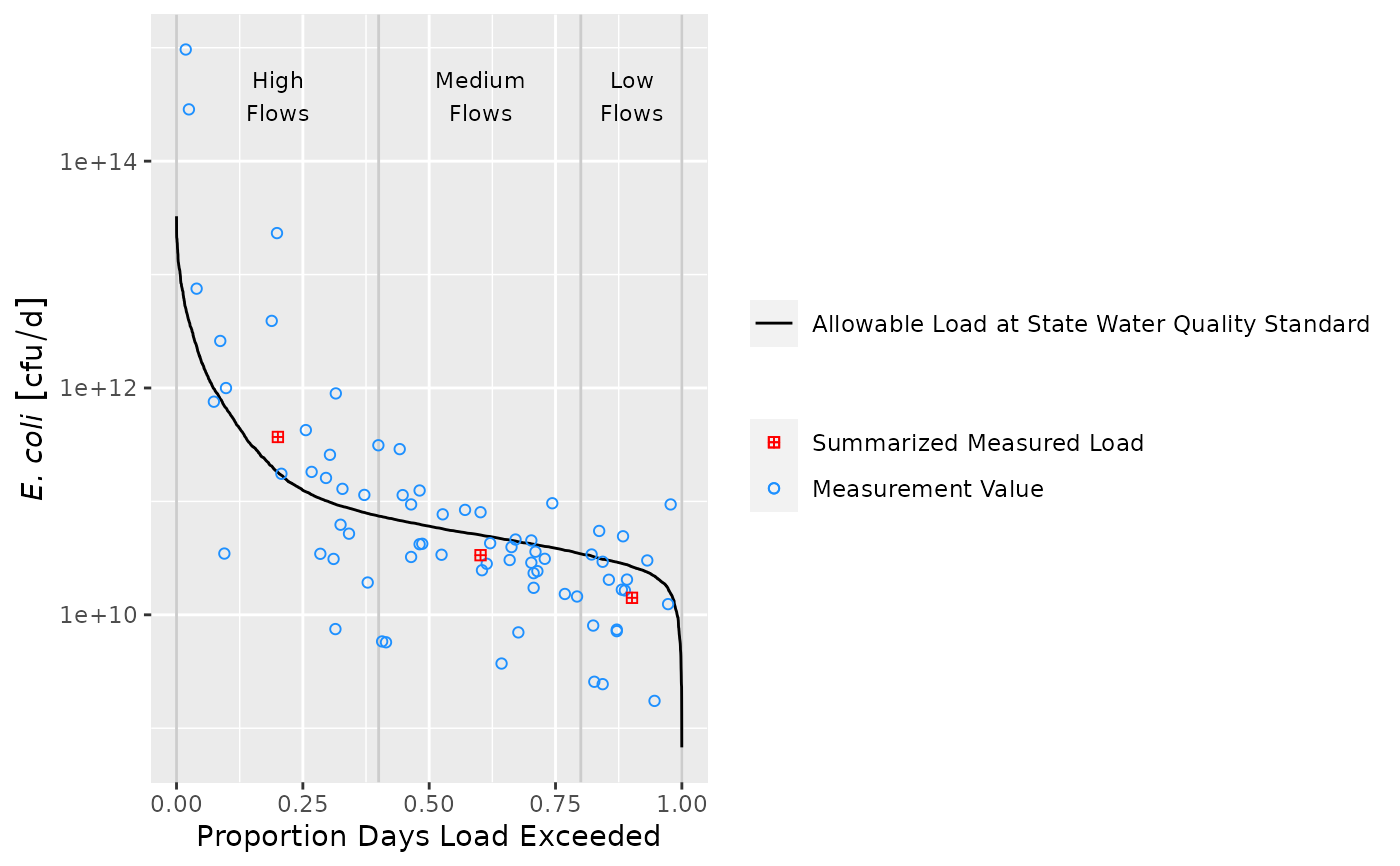 High
Flows
Medium
Flows
Low
Flows
1e+14
1e+12
1e+10
E. coli [cfu/d]
0.00 0.25 0.50 0.75 1.00
Proportion Days Load Exceeded
Allowable Load at State Water Quality Standard
Summarized Measured Load
Measurement Value